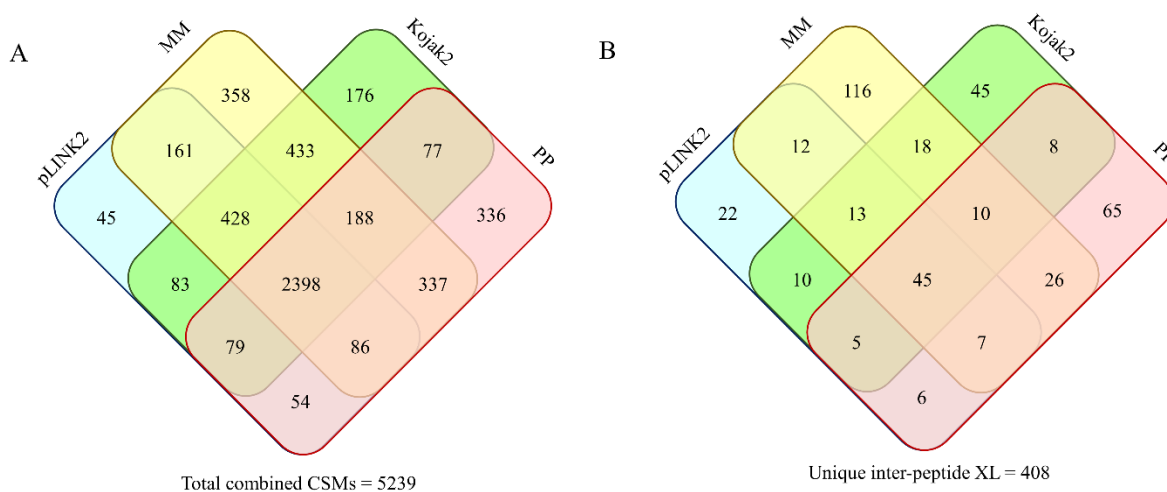 A
MM
Kojak2
pLINK2
PP
358
176
161
433
77
45
428
188
336
83
2398
337
79
86
54
Total combined CSMs = 5239
B
MM
Kojak2
pLINK2
PP
116
45
12
18
8
22
13
10
65
10
45
26
5
7
6
Unique inter-peptide XL = 408